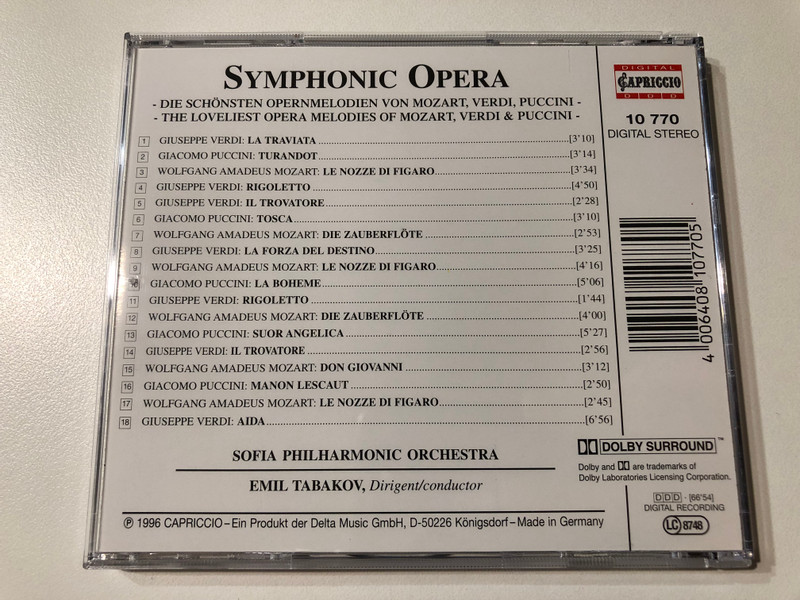 SYMPHONIC OPERA
- DIE SCHÖNSTEN OPERNMELODIEN VON MOZART, VERDI, PUCCINI -
- THE LOVELIEST OPERA MELODIES OF MOZART, VERDI & PUCCINI -
1 GIUSEPPE VERDI: LA TRAVIATA [3'10]
2 GIACOMO PUCCINI: TURANDOT [3'14]
3 WOLFGANG AMADEUS MOZART: LE NOZZE DI FIGARO [3'34]
4 GIUSEPPE VERDI: RIGOLETTO [4'50]
5 GIUSEPPE VERDI: IL TROVATORE [2'28]
6 GIACOMO PUCCINI: TOSCA [3'10]
7 WOLFGANG AMADEUS MOZART: DIE ZAUBERFLÖTE [2'53]
8 GIUSEPPE VERDI: LA FORZA DEL DESTINO [3'25]
9 WOLFGANG AMADEUS MOZART: LE NOZZE DI FIGARO [4'16]
10 GIACOMO PUCCINI: LA BOHEME [5'06]
11 GIUSEPPE VERDI: RIGOLETTO [1'44]
12 WOLFGANG AMADEUS MOZART: DIE ZAUBERFLÖTE [4'00]
13 GIACOMO PUCCINI: SUOR ANGELICA [5'27]
14 GIUSEPPE VERDI: IL TROVATORE [2'56]
15 WOLFGANG AMADEUS MOZART: DON GIOVANNI [3'12]
16 GIACOMO PUCCINI: MANON LESCAUT [2'50]
17 WOLFGANG AMADEUS MOZART: LE NOZZE DI FIGARO [2'45]
18 GIUSEPPE VERDI: AIDA [6'56]
SOFIA PHILHARMONIC ORCHESTRA
EMIL TABAKOV, Dirigent/conductor
℗ 1996 CAPRICCIO – Ein Produkt der Delta Music GmbH, D-50226 Königsdorf – Made in Germany
DIGITAL
CAPRICCIO
DDD
10 770
DIGITAL STEREO
4 006408 107705
DOLBY SURROUND™
Dolby and DD are trademarks of
Dolby Laboratories Licensing Corporation.
DDD - [66'54]
DIGITAL RECORDING
LC 8748